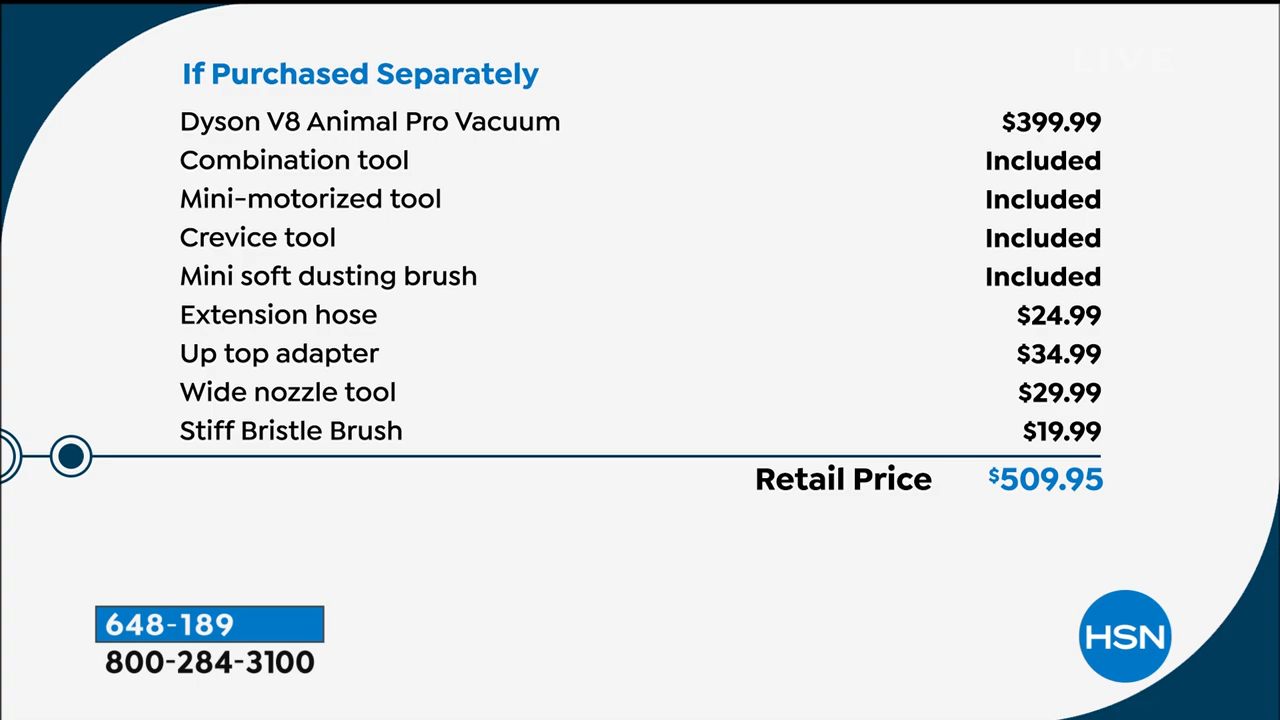 LIVE
If Purchased Separately
Dyson V8 Animal Pro Vacuum $399.99
Combination tool Included
Mini-motorized tool Included
Crevice tool Included
Mini soft dusting brush Included
Extension hose $24.99
Up top adapter $34.99
Wide nozzle tool $29.99
Stiff Bristle Brush $19.99
Retail Price $509.95
648-189
800-284-3100
HSN